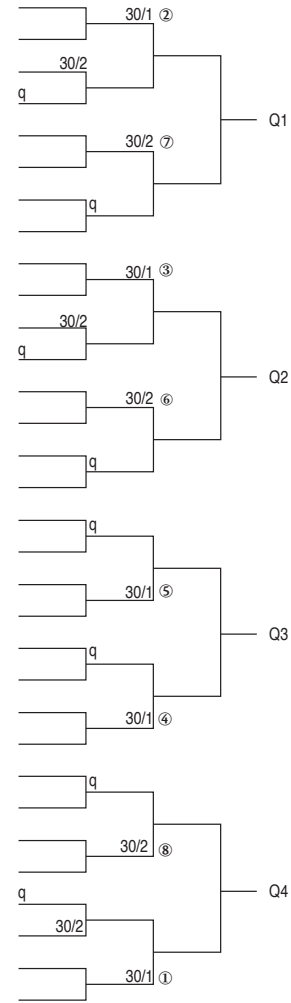 30/1 ②
30/2
q
Q1
30/2 ⑦
q
30/1 ③
30/2
q
Q2
30/2 ⑥
q
q
30/1 ⑤
Q3
q
30/1 ④
q
30/2 ⑧
q
Q4
30/2
30/1 ①